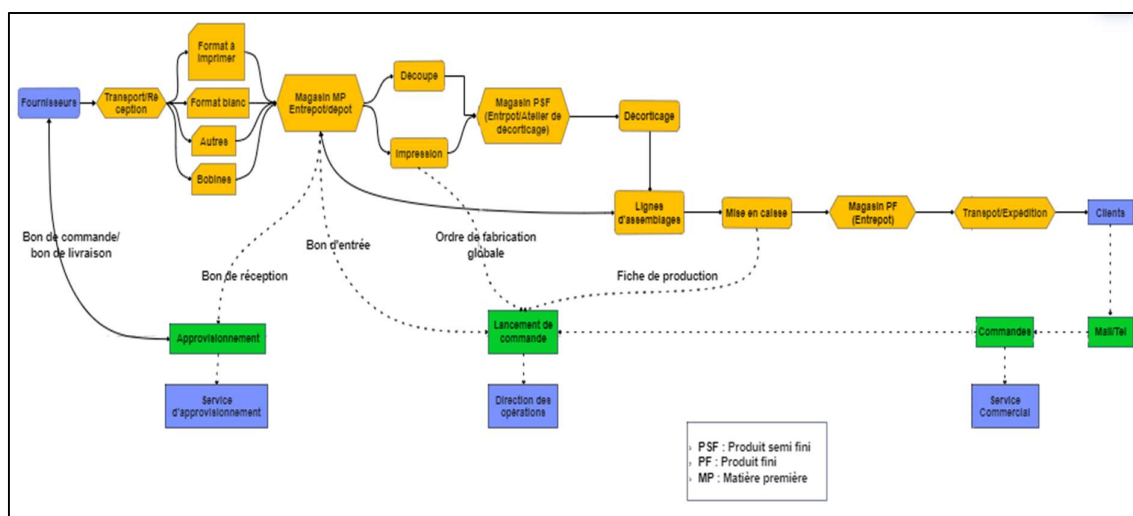 Format à
imprimer
Fournisseurs
Transport/Ré
ception
Format blanc
Autres
Bobines
Magasin MP
Entrepot/dépot
Découpe
Impression
Magasin PSF
(Entrpot/Atelier de
décorticage)
Décorticage
Lignes
d'assemblages
Mise en caisse
Magasin PF
(Entrepot)
Transpot/Expédition
Clients
Bon de commande/
bon de livraison
Bon de réception
Bon d'entrée
Ordre de fabrication
globale
Fiche de production
Approvisionnement
Lancement de
commande
Commandes
Mail/Tel
Service
d'approvisionnement
Direction des
opérations
Service
Commercial
PSF : Produit semi fini
PF : Produit fini
MP : Matière première